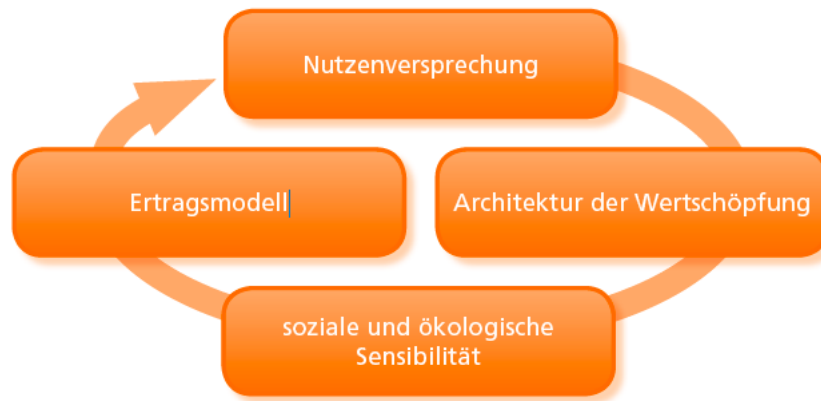 Nutzenversprechung
Ertragsmodell
Architektur der Wertschöpfung
soziale und ökologische
Sensibilität